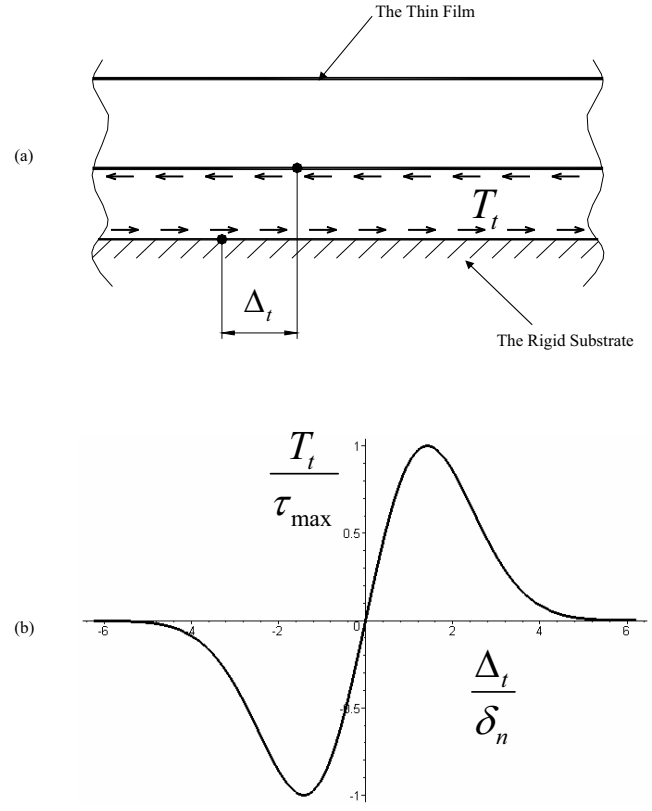 The Thin Film
(a)
T_t
Δ_t
The Rigid Substrate
T_t
τ_max
1
0.5
(b)
-6 -4 -2 0 2 4 6
Δ_t
δ_n
-0.5
-1